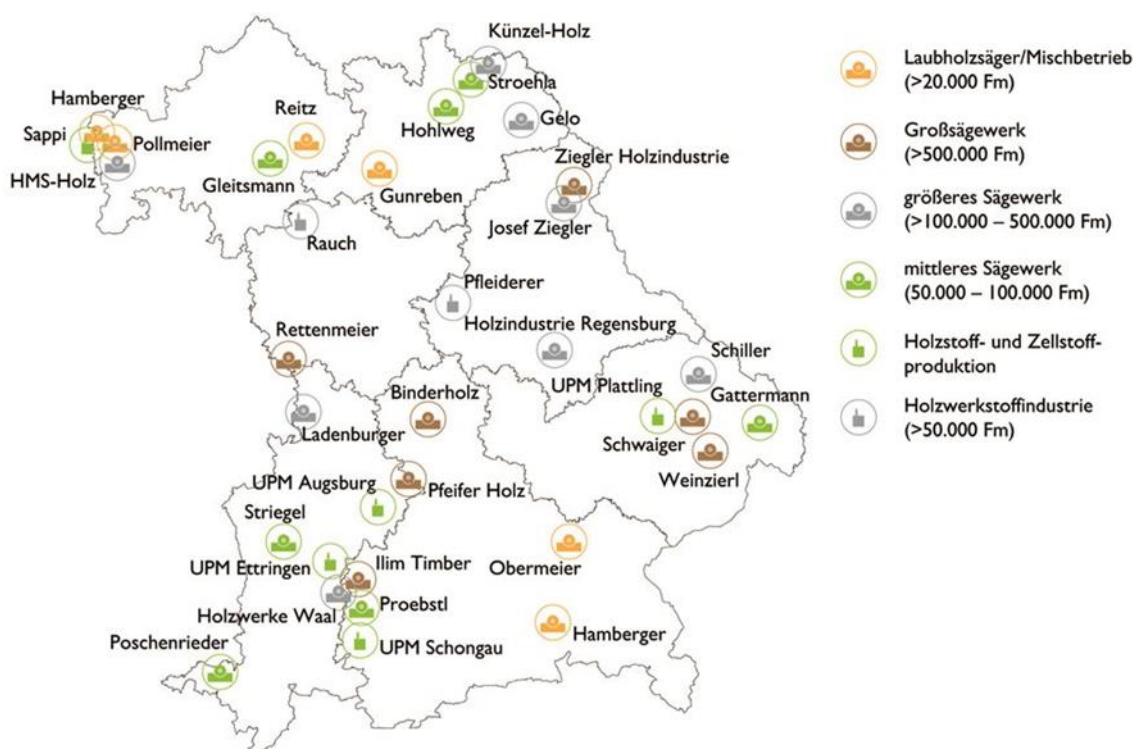 Künzel-Holz
Stroehla
Hamberger
Reitz
Sappi
Pollmeier
Hohlweg
Gelo
HMS-Holz
Gleitsmann
Gunreben
Ziegler Holzindustrie
Rauch
Josef Ziegler
Pfleiderer
Holzindustrie Regensburg
Rettenmeier
Schiller
Binderholz
UPM Plattling
Gattermann
Ladenburger
Schwaiger
Weinzierl
UPM Augsburg
Pfeifer Holz
Striegel
UPM Ettringen
Ilim Timber
Obermeier
Holzwerke Waal
Proebstl
Hamberger
Poschenrieder
UPM Schongau
Laubholzsäger/Mischbetrieb
(>20.000 Fm)
Großsägewerk
(>500.000 Fm)
größeres Sägewerk
(>100.000 – 500.000 Fm)
mittleres Sägewerk
(50.000 – 100.000 Fm)
Holzstoff- und Zellstoff-
produktion
Holzwerkstoffindustrie
(>50.000 Fm)